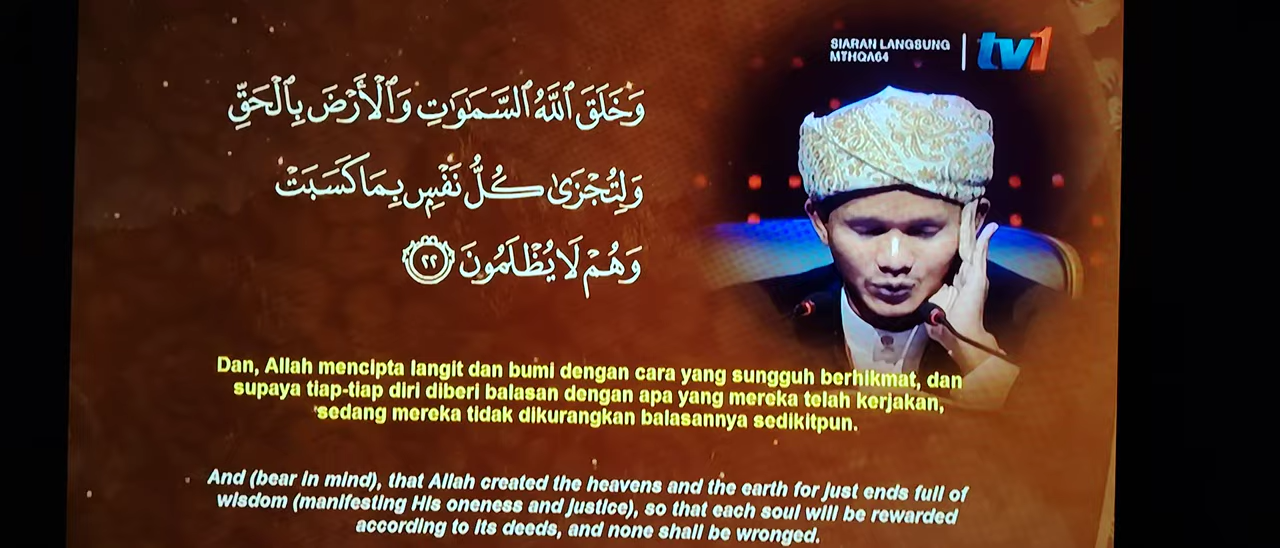 SIARAN LANGSUNG
MTHQA64
tv1
وَخَلَقَ ٱللَّهُ ٱلسَّمَـٰوَٰتِ وَٱلْأَرْضَ بِٱلْحَقِّ
وَلِتُجْزَىٰ كُلُّ نَفْسٍۭ بِمَا كَسَبَتْ
وَهُمْ لَا يُظْلَمُونَ ٢٢
Dan, Allah mencipta langit dan bumi dengan cara yang sungguh berhikmat, dan
supaya tiap-tiap diri diberi balasan dengan apa yang mereka telah kerjakan,
sedang mereka tidak dikurangkan balasannya sedikitpun.
And (bear in mind), that Allah created the heavens and the earth for just ends full of
wisdom (manifesting His oneness and justice), so that each soul will be rewarded
according to its deeds, and none shall be wronged.